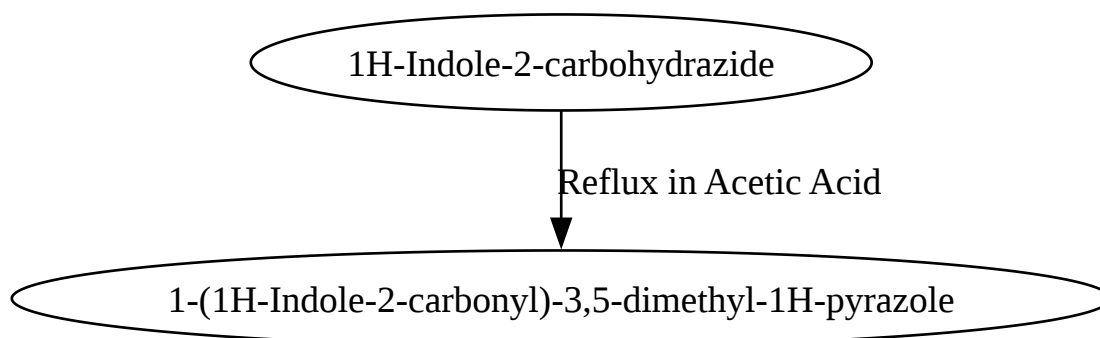 1H-Indole-2-carbohydrazide
Reflux in Acetic Acid
1-(1H-Indole-2-carbonyl)-3,5-dimethyl-1H-pyrazole